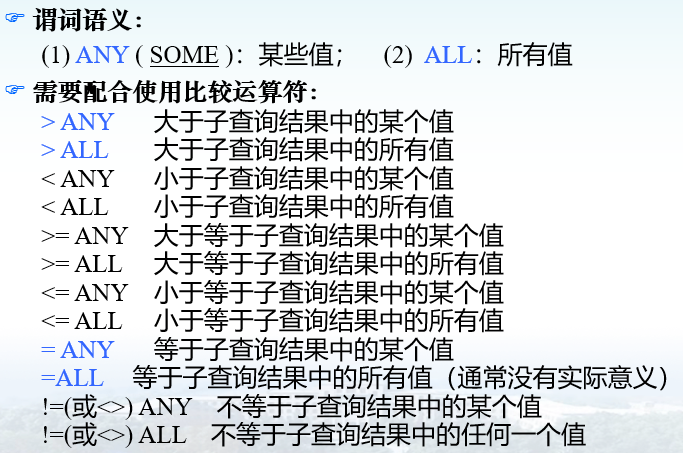 谓词语义：
(1) ANY ( SOME )：某些值； (2) ALL：所有值
需要配合使用比较运算符：
> ANY 大于子查询结果中的某个值
> ALL 大于子查询结果中的所有值
< ANY 小于子查询结果中的某个值
< ALL 小于子查询结果中的所有值
>= ANY 大于等于子查询结果中的某个值
>= ALL 大于等于子查询结果中的所有值
<= ANY 小于等于子查询结果中的某个值
<= ALL 小于等于子查询结果中的所有值
= ANY 等于子查询结果中的某个值
=ALL 等于子查询结果中的所有值（通常没有实际意义）
!=(或<>) ANY 不等于子查询结果中的某个值
!=(或<>) ALL 不等于子查询结果中的任何一个值